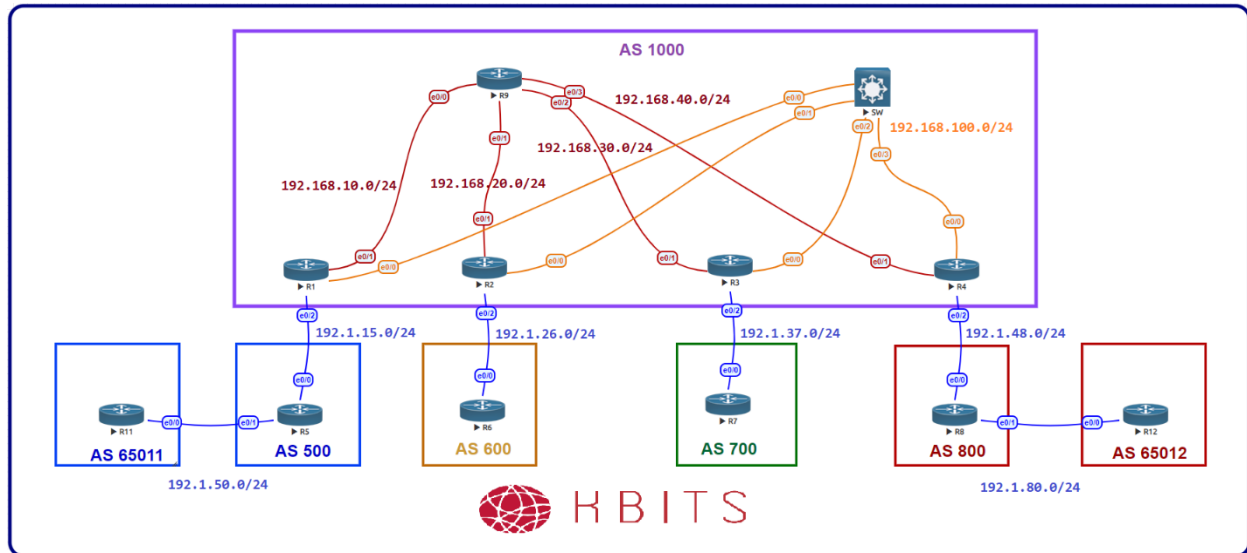 AS 1000
R9
e0/0
e0/3
e0/2
e0/1
192.168.40.0/24
e0/0
e0/1
SW
e0/2
192.168.100.0/24
e0/3
192.168.30.0/24
192.168.10.0/24
192.168.20.0/24
e0/1
e0/1
e0/0
R1
e0/0
R2
e0/1
R3
e0/0
e0/1
e0/0
R4
e0/2
192.1.15.0/24
e0/2
192.1.26.0/24
e0/2
192.1.37.0/24
e0/2
192.1.48.0/24
e0/0
e0/0
e0/0
e0/0
R11
e0/0
e0/1
R5
R6
R7
R8
e0/1
e0/0
R12
AS 65011
AS 500
AS 600
AS 700
AS 800
AS 65012
192.1.50.0/24
192.1.80.0/24
KBITS